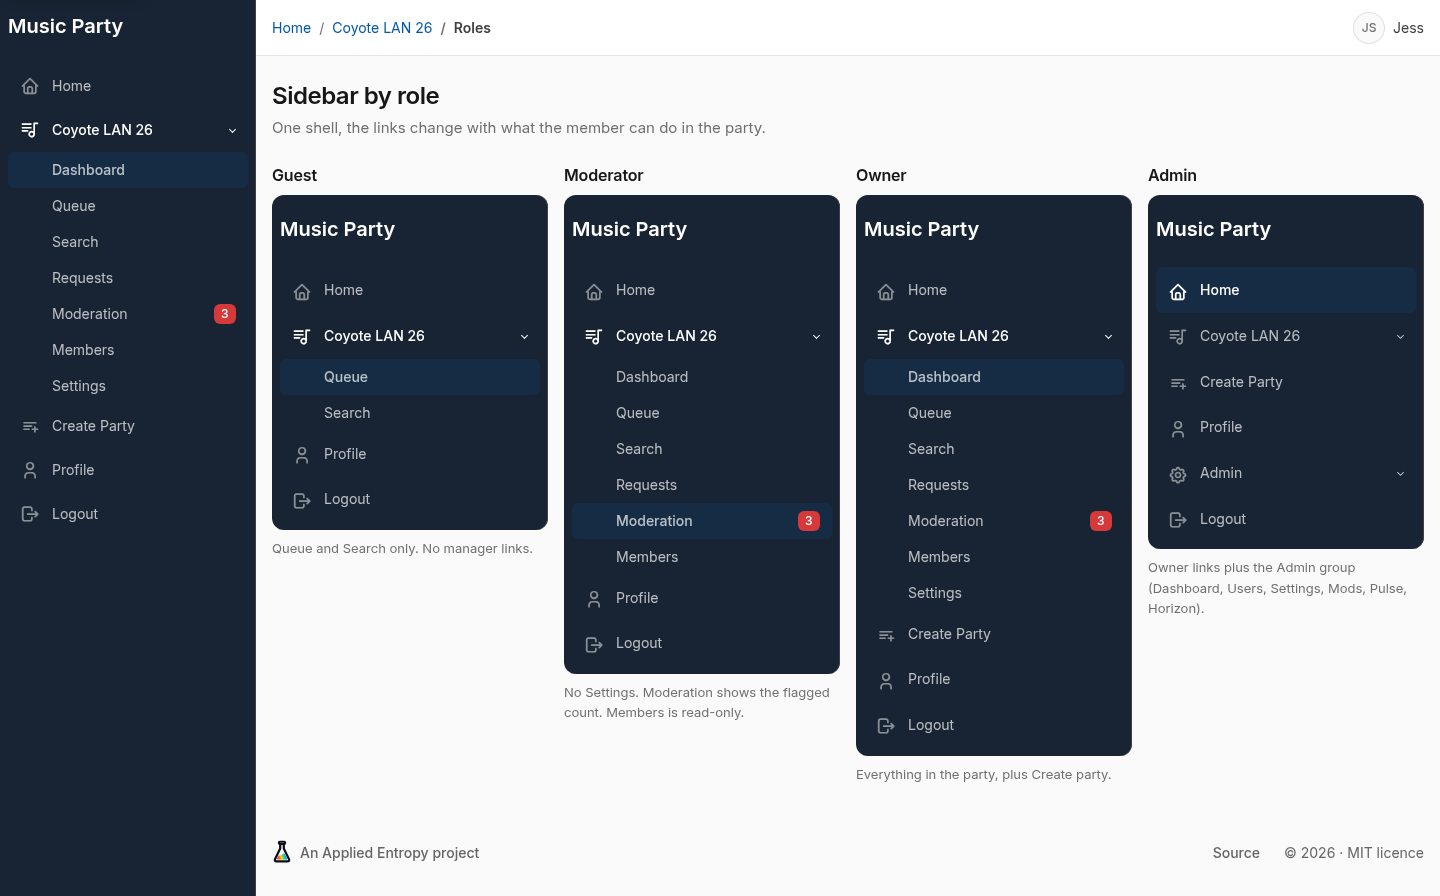 Music Party
Home
Coyote LAN 26
Dashboard
Queue
Search
Requests
Moderation 3
Members
Settings
Create Party
Profile
Logout
Home / Coyote LAN 26 / Roles
JS Jess
Sidebar by role
One shell, the links change with what the member can do in the party.
Guest
Music Party
Home
Coyote LAN 26
Queue
Search
Profile
Logout
Queue and Search only. No manager links.
Moderator
Music Party
Home
Coyote LAN 26
Dashboard
Queue
Search
Requests
Moderation 3
Members
Profile
Logout
No Settings. Moderation shows the flagged
count. Members is read-only.
Owner
Music Party
Home
Coyote LAN 26
Dashboard
Queue
Search
Requests
Moderation 3
Members
Settings
Create Party
Profile
Logout
Everything in the party, plus Create party.
Admin
Music Party
Home
Coyote LAN 26
Create Party
Profile
Admin
Logout
Owner links plus the Admin group
(Dashboard, Users, Settings, Mods, Pulse,
Horizon).
An Applied Entropy project
Source © 2026 · MIT licence